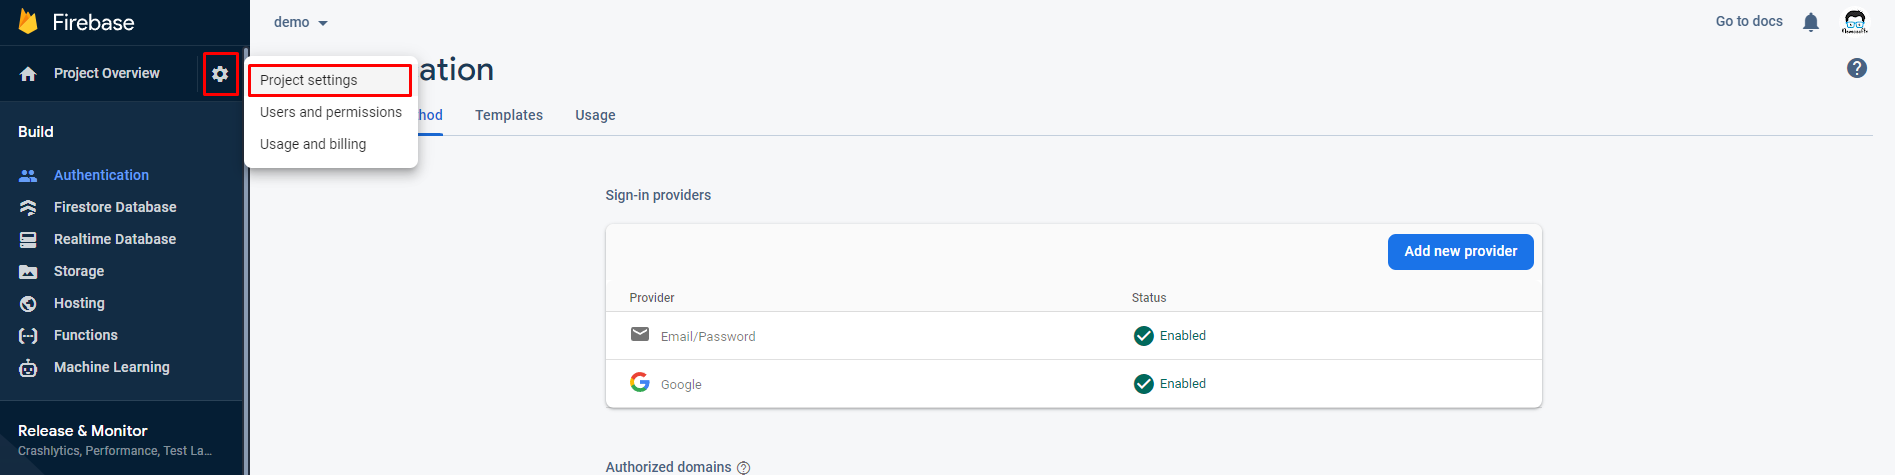 Firebase
demo
Go to docs
Project Overview
Project settings
Users and permissions
Usage and billing
ation
hod
Templates
Usage
Build
Authentication
Firestore Database
Realtime Database
Storage
Hosting
Functions
Machine Learning
Release & Monitor
Crashlytics, Performance, Test La...
Sign-in providers
Add new provider
Provider
Status
Email/Password
Enabled
Google
Enabled
Authorized domains